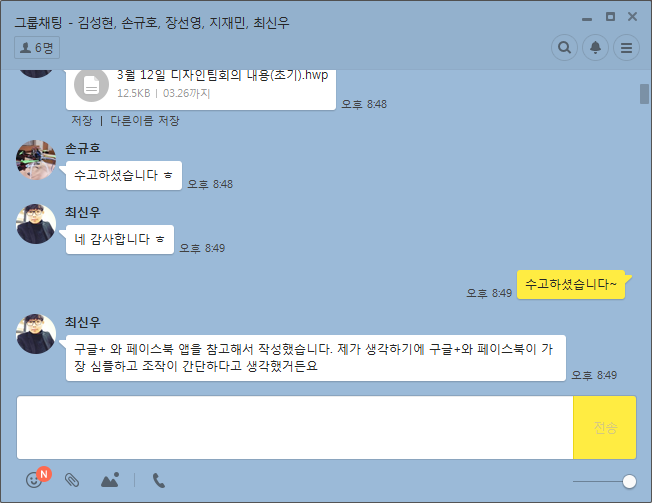 그룹채팅 - 김성현, 손규호, 장선영, 지재민, 최신우
6명
3월 12일 디자인팀회의 내용(초기).hwp
12.5KB | 03.26까지
오후 8:48
저장 | 다른이름 저장
손규호
수고하셨습니다 ㅎ
오후 8:48
최신우
네 감사합니다 ㅎ
오후 8:49
오후 8:49 수고하셨습니다~
최신우
구글+ 와 페이스북 앱을 참고해서 작성했습니다. 제가 생각하기에 구글+와 페이스북이 가
장 심플하고 조작이 간단하다고 생각했거든요
오후 8:49
전송
N